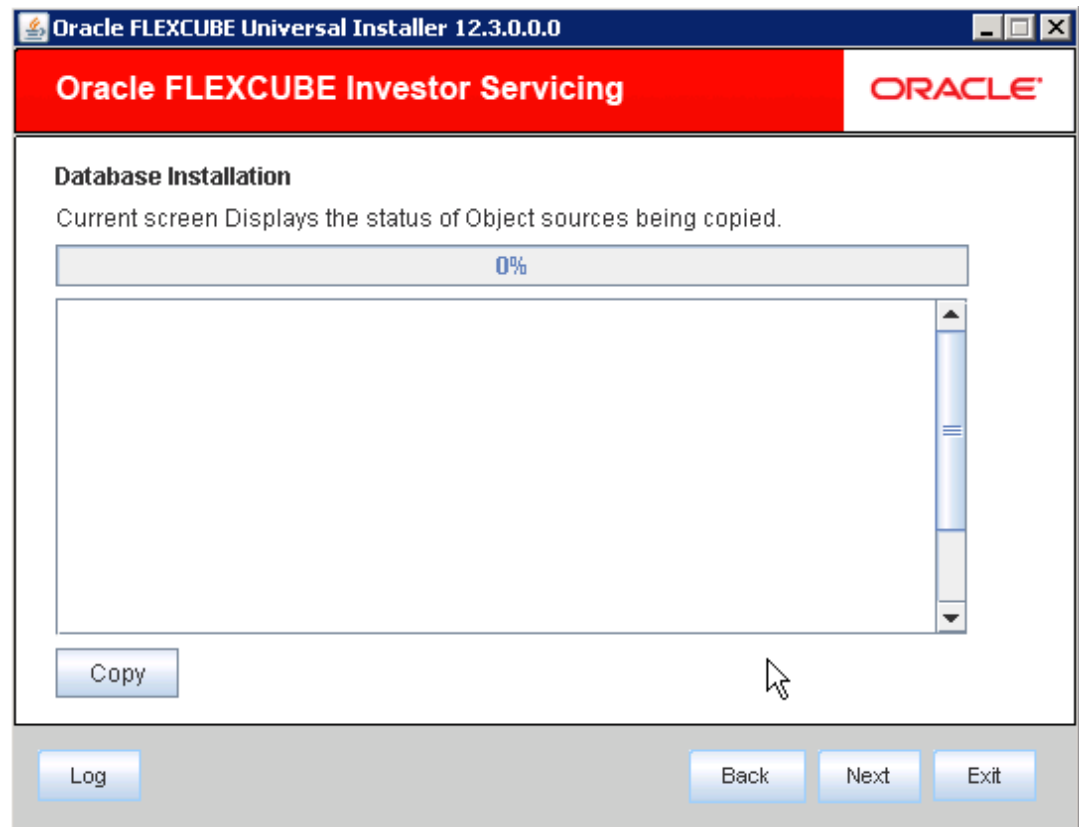 Oracle FLEXCUBE Universal Installer 12.3.0.0.0
Oracle FLEXCUBE Investor Servicing
ORACLE
Database Installation
Current screen Displays the status of Object sources being copied.
0%
Copy
Log
Back
Next
Exit